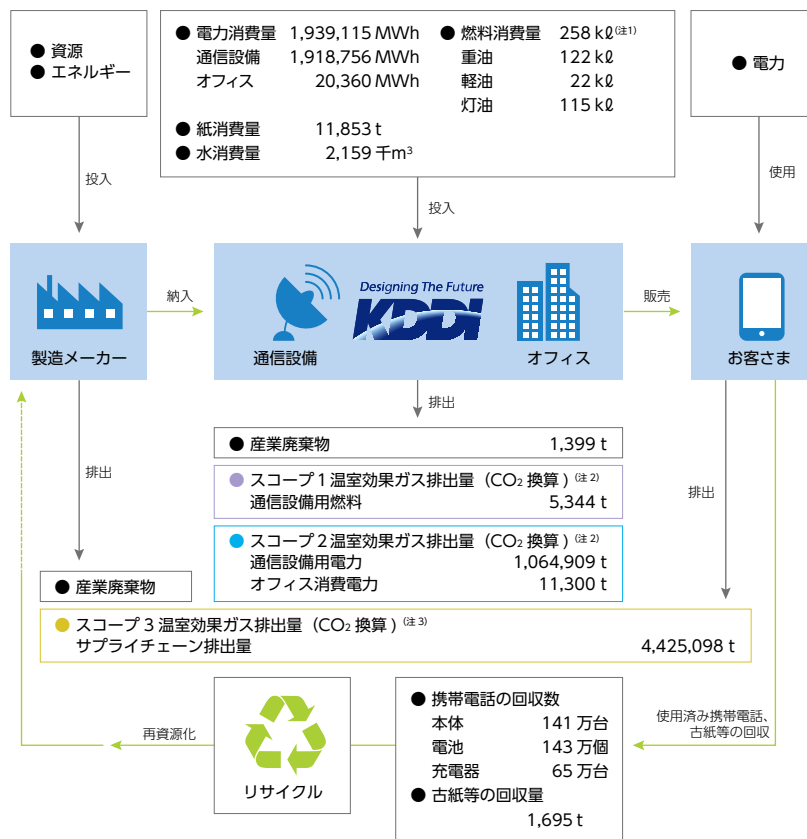 ● 資源
● エネルギー
● 電力消費量 1,939,115 MWh
通信設備 1,918,756 MWh
オフィス 20,360 MWh
● 紙消費量 11,853 t
● 水消費量 2,159 千m³
● 燃料消費量 258 kℓ(注1)
重油 122 kℓ
軽油 22 kℓ
灯油 115 kℓ
● 電力
投入
投入
使用
製造メーカー
納入
通信設備
Designing The Future
KDDI
オフィス
販売
お客さま
排出
排出
排出
● 産業廃棄物 1,399 t
● スコープ1温室効果ガス排出量(CO₂ 換算)(注2)
通信設備用燃料 5,344 t
● スコープ2温室効果ガス排出量(CO₂ 換算)(注2)
通信設備用電力 1,064,909 t
オフィス消費電力 11,300 t
● 産業廃棄物
● スコープ3温室効果ガス排出量(CO₂ 換算)(注3)
サプライチェーン排出量 4,425,098 t
再資源化
リサイクル
● 携帯電話の回収数
本体 141 万台
電池 143 万個
充電器 65 万台
● 古紙等の回収量
1,695 t
使用済み携帯電話、
古紙等の回収